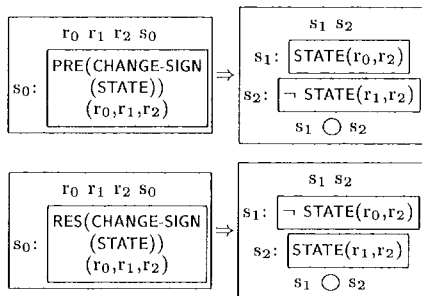 r₀ r₁ r₂ s₀
s₀: PRE(CHANGE-SIGN
(STATE))
(r₀,r₁,r₂)
⇒
s₁ s₂
s₁: STATE(r₀,r₂)
s₂: ¬ STATE(r₁,r₂)
s₁ ◯ s₂
r₀ r₁ r₂ s₀
s₀: RES(CHANGE-SIGN
(STATE))
(r₀,r₁,r₂)
⇒
s₁ s₂
s₁: ¬ STATE(r₀,r₂)
s₂: STATE(r₁,r₂)
s₁ ◯ s₂